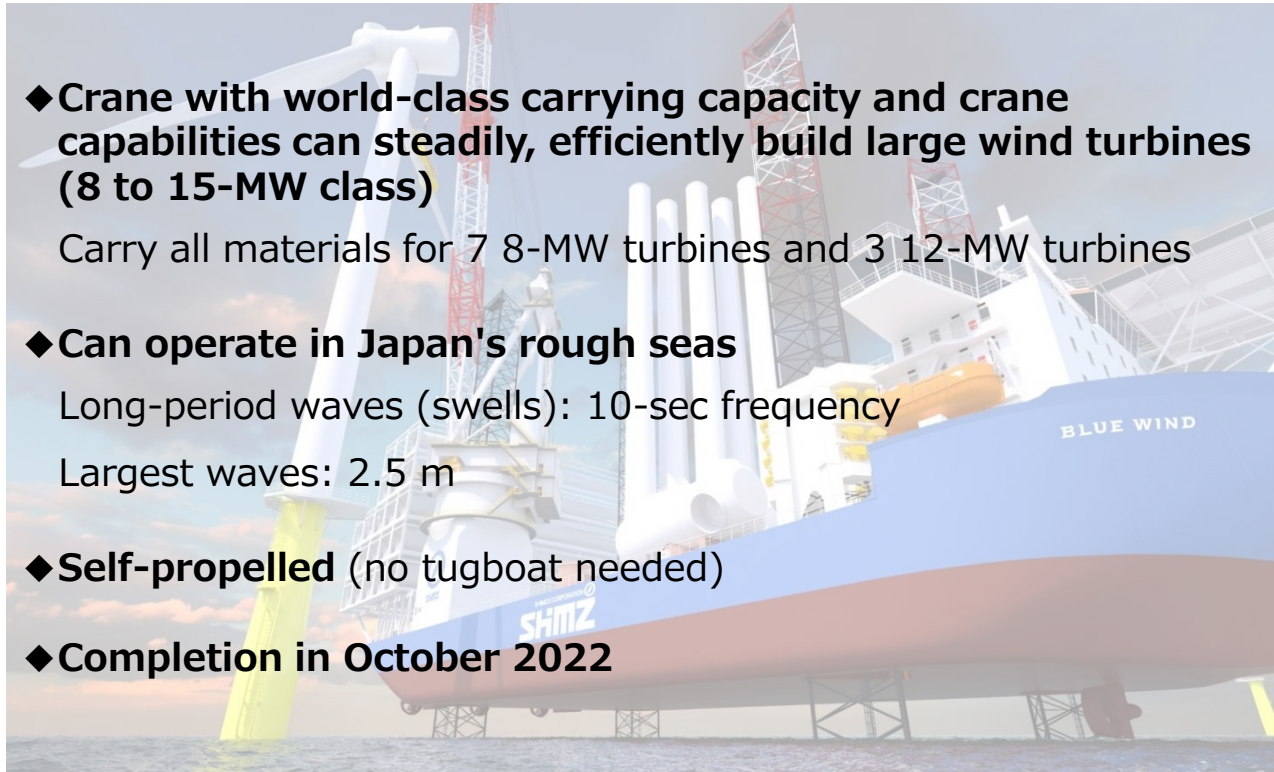 ◆Crane with world-class carrying capacity and crane
capabilities can steadily, efficiently build large wind turbines
(8 to 15-MW class)
Carry all materials for 7 8-MW turbines and 3 12-MW turbines
◆Can operate in Japan's rough seas
Long-period waves (swells): 10-sec frequency
BLUE WIND
Largest waves: 2.5 m
◆Self-propelled (no tugboat needed)
SHIMZ
◆Completion in October 2022